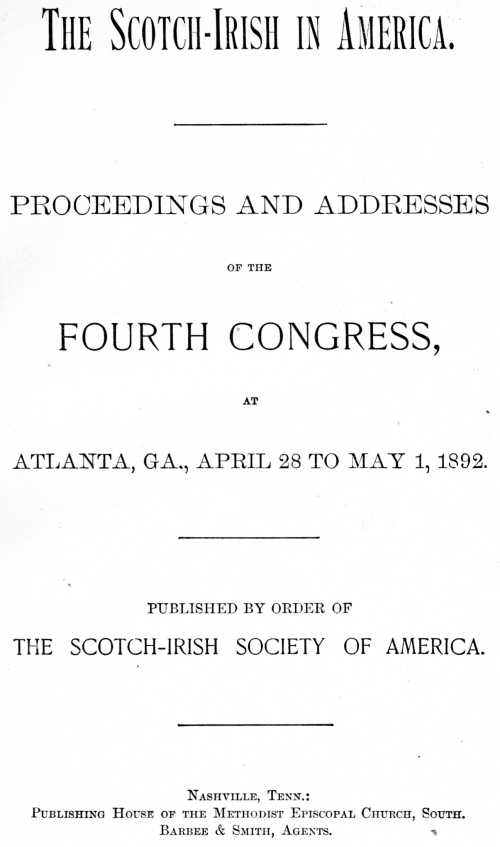 THE SCOTCH-IRISH IN AMERICA.
PROCEEDINGS AND ADDRESSES
OF THE
FOURTH CONGRESS,
AT
ATLANTA, GA., APRIL 28 TO MAY 1, 1892.
PUBLISHED BY ORDER OF
THE SCOTCH-IRISH SOCIETY OF AMERICA.
NASHVILLE, TENN.:
PUBLISHING HOUSE OF THE METHODIST EPISCOPAL CHURCH, SOUTH.
BARBEE & SMITH, AGENTS.